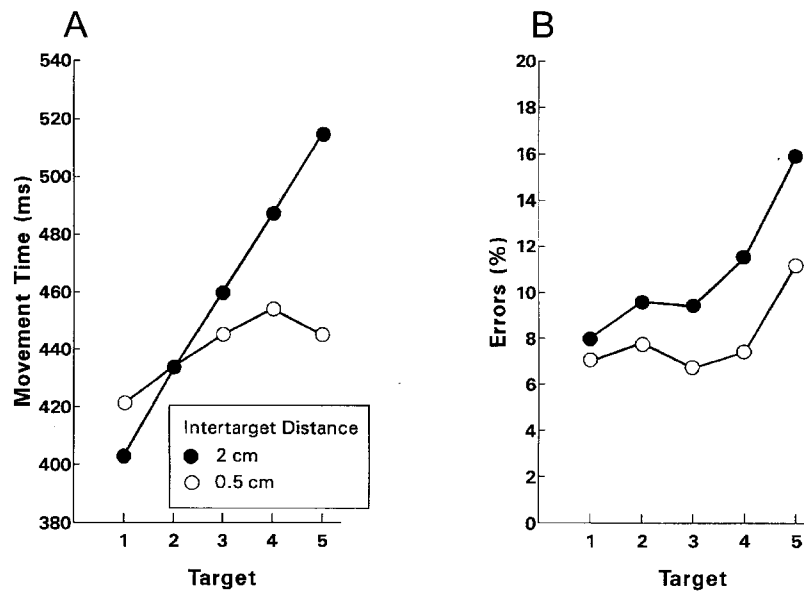 A
540
520
500
480
460
440
420
400
380
Movement Time (ms)
Intertarget Distance
2 cm
0.5 cm
1 2 3 4 5
Target
B
20
18
16
14
12
10
8
6
4
2
0
Errors (%)
1 2 3 4 5
Target